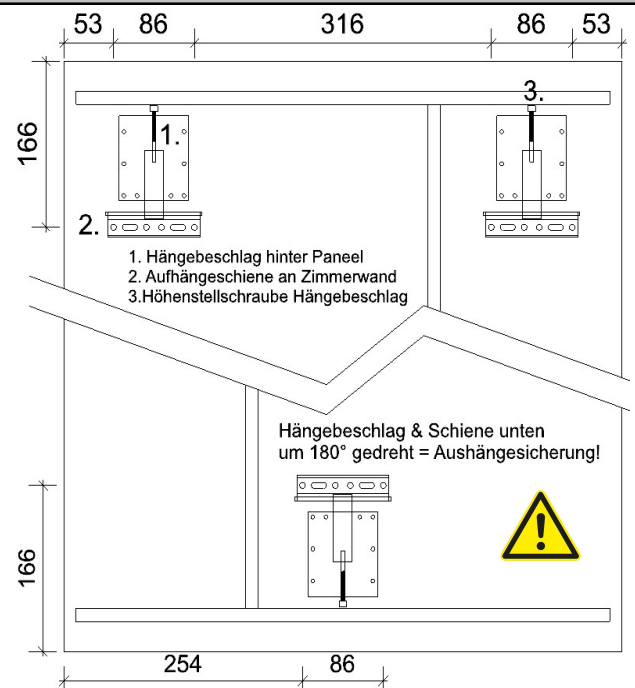 53 86 316 86 53
166
1.
3.
2.
1. Hängebeschlag hinter Paneel
2. Aufhängeschiene an Zimmerwand
3.Höhenstellschraube Hängebeschlag
Hängebeschlag & Schiene unten
um 180° gedreht = Aushängesicherung!
!
166
254 86